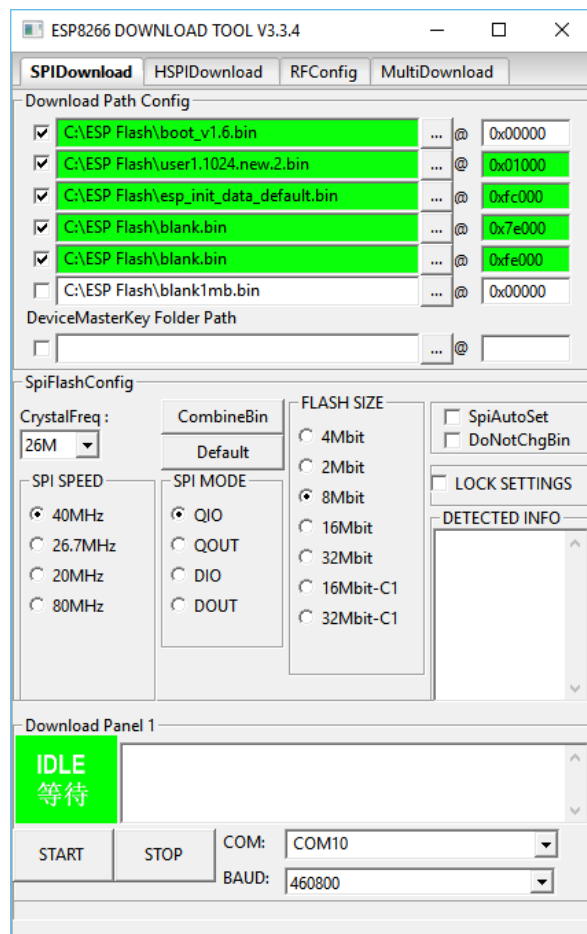 ESP8266 DOWNLOAD TOOL V3.3.4
SPIDownload HSPIDownload RFConfig MultiDownload
Download Path Config
C:\ESP Flash\boot_v1.6.bin ... @ 0x00000
C:\ESP Flash\user1.1024.new.2.bin ... @ 0x01000
C:\ESP Flash\esp_init_data_default.bin ... @ 0xfc000
C:\ESP Flash\blank.bin ... @ 0x7e000
C:\ESP Flash\blank.bin ... @ 0xfe000
C:\ESP Flash\blank1mb.bin ... @ 0x00000
DeviceMasterKey Folder Path
... @
SpiFlashConfig
CrystalFreq :
26M
CombineBin
Default
SPI SPEED
40MHz
26.7MHz
20MHz
80MHz
SPI MODE
QIO
QOUT
DIO
DOUT
FLASH SIZE
4Mbit
2Mbit
8Mbit
16Mbit
32Mbit
16Mbit-C1
32Mbit-C1
SpiAutoSet
DoNotChgBin
LOCK SETTINGS
DETECTED INFO
Download Panel 1
IDLE
等待
START
STOP
COM: COM10
BAUD: 460800